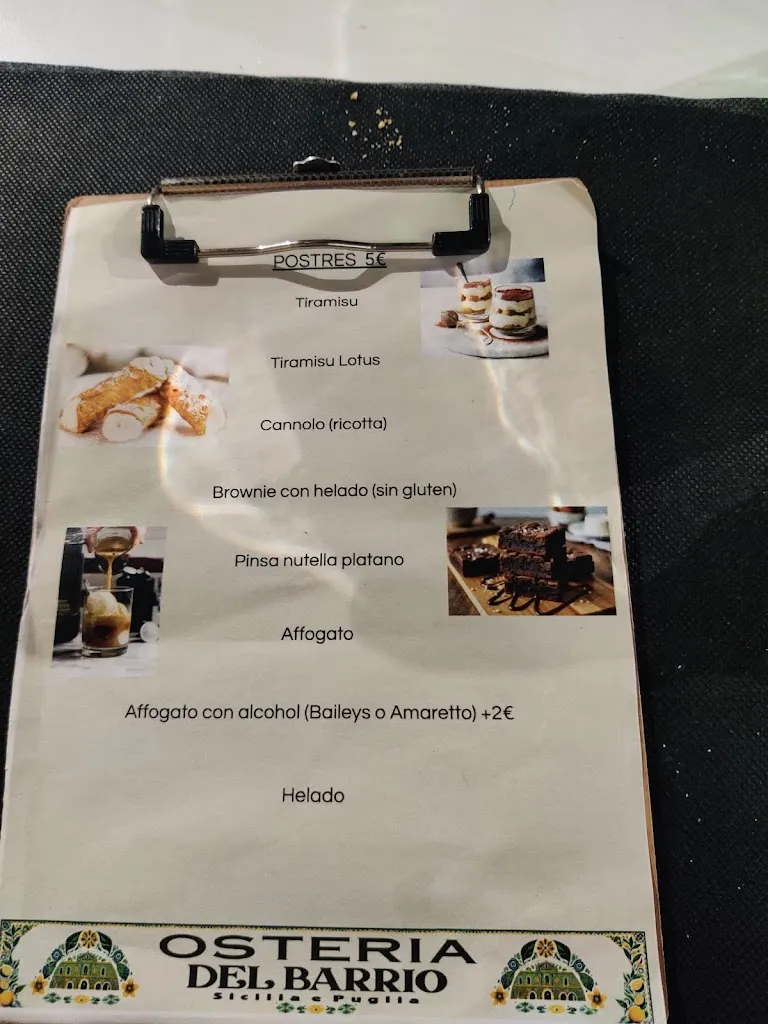 POSTRES 5€
Tiramisu
Tiramisu Lotus
Cannolo (ricotta)
Brownie con helado (sin gluten)
Pinsa nutella platano
Affogato
Affogato con alcohol (Baileys o Amaretto) +2€
Helado
OSTERIA
DEL BARRIO
Sicilia e Puglia